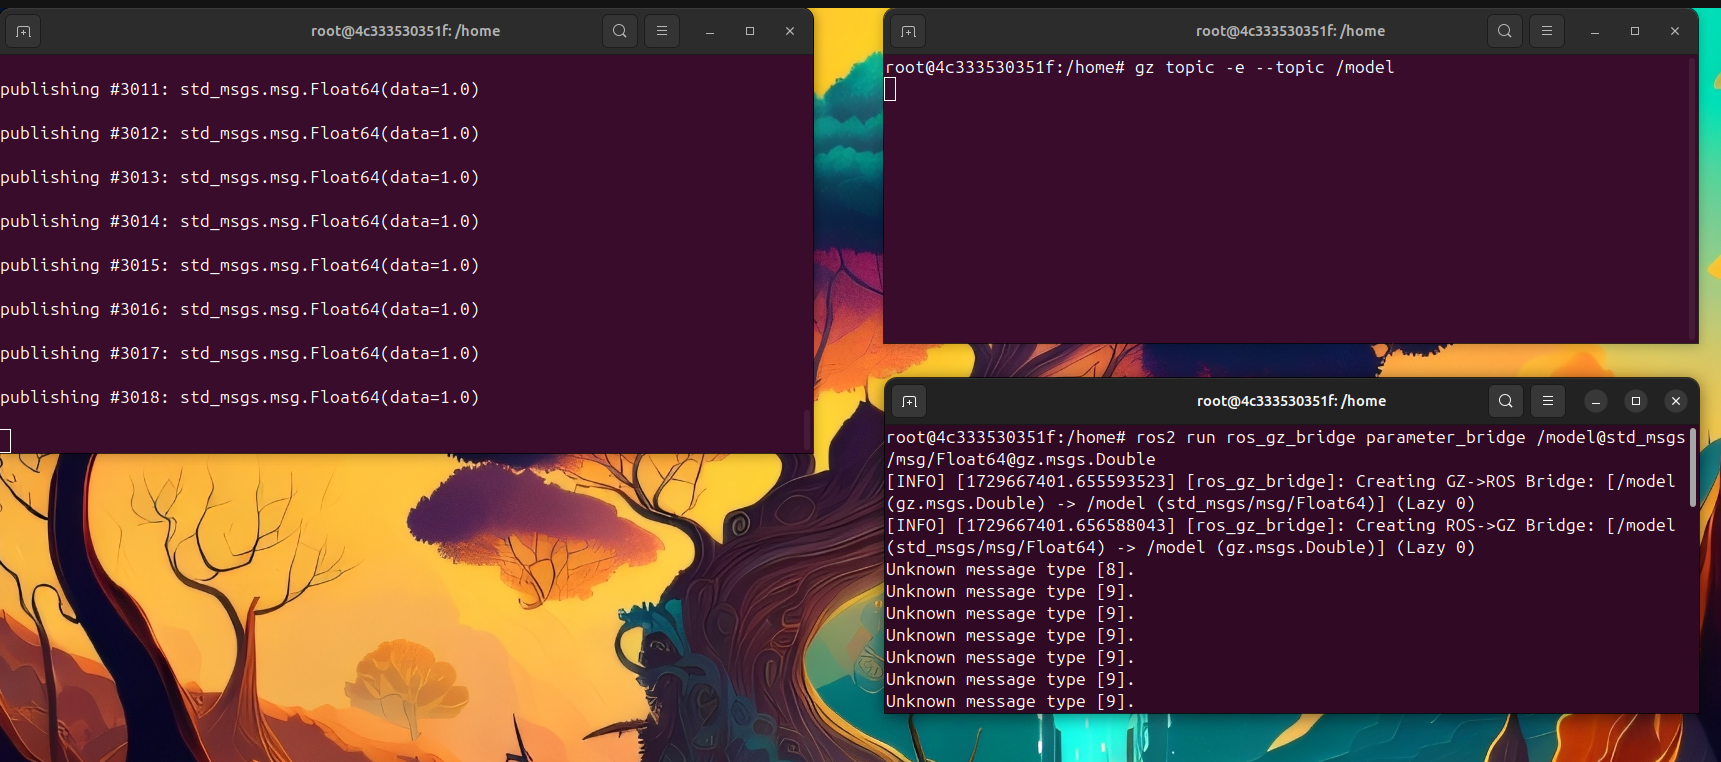 root@4c333530351f: /home
publishing #3011: std_msgs.msg.Float64(data=1.0)
publishing #3012: std_msgs.msg.Float64(data=1.0)
publishing #3013: std_msgs.msg.Float64(data=1.0)
publishing #3014: std_msgs.msg.Float64(data=1.0)
publishing #3015: std_msgs.msg.Float64(data=1.0)
publishing #3016: std_msgs.msg.Float64(data=1.0)
publishing #3017: std_msgs.msg.Float64(data=1.0)
publishing #3018: std_msgs.msg.Float64(data=1.0)
root@4c333530351f: /home
root@4c333530351f:/home# gz topic -e --topic /model
root@4c333530351f: /home
root@4c333530351f:/home# ros2 run ros_gz_bridge parameter_bridge /model@std_msgs
/msg/Float64@gz.msgs.Double
[INFO] [1729667401.655593523] [ros_gz_bridge]: Creating GZ->ROS Bridge: [/model
(gz.msgs.Double) -> /model (std_msgs/msg/Float64)] (Lazy 0)
[INFO] [1729667401.656588043] [ros_gz_bridge]: Creating ROS->GZ Bridge: [/model
(std_msgs/msg/Float64) -> /model (gz.msgs.Double)] (Lazy 0)
Unknown message type [8].
Unknown message type [9].
Unknown message type [9].
Unknown message type [9].
Unknown message type [9].
Unknown message type [9].
Unknown message type [9].